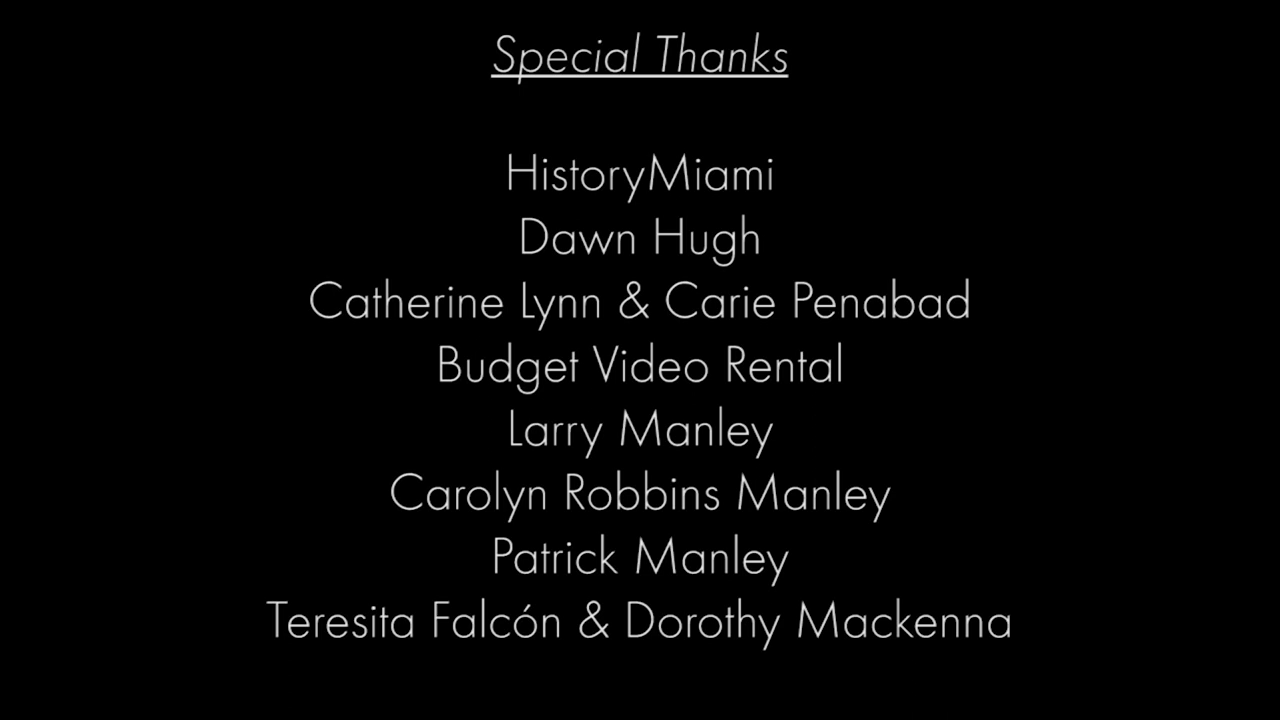 Special Thanks
HistoryMiami
Dawn Hugh
Catherine Lynn & Carie Penabad
Budget Video Rental
Larry Manley
Carolyn Robbins Manley
Patrick Manley
Teresita Falcón & Dorothy Mackenna